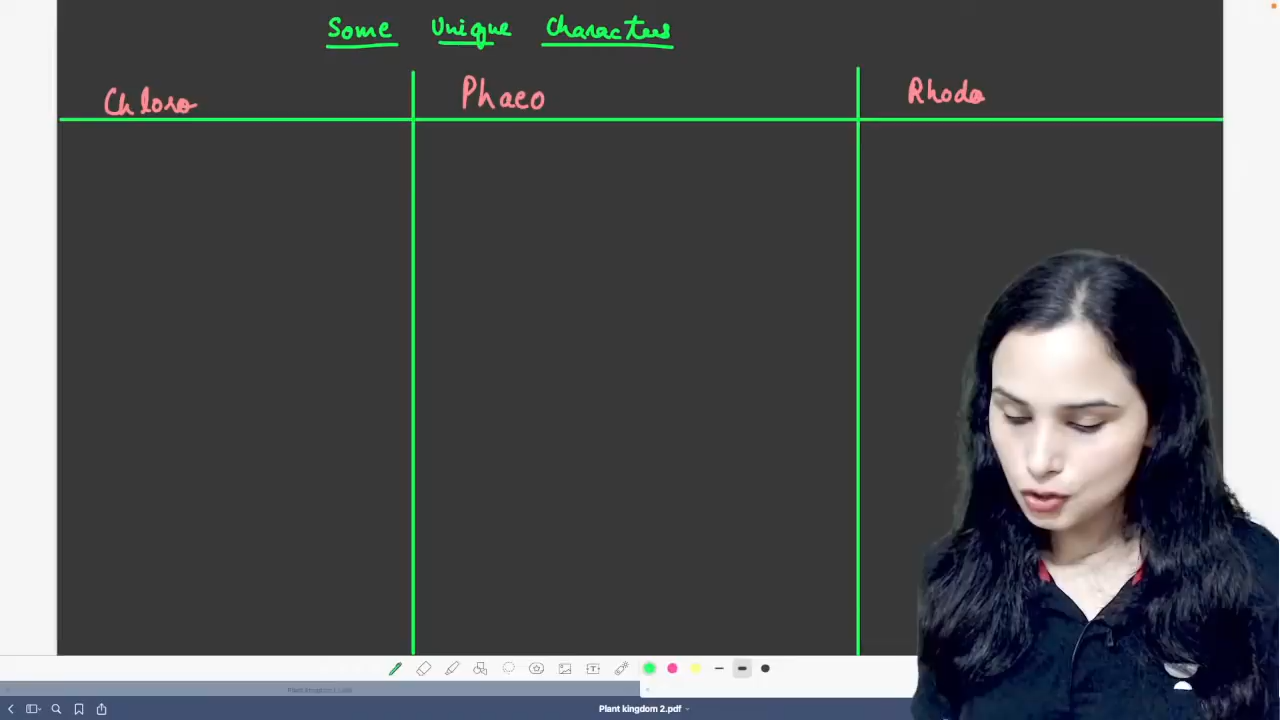 Some Unique Characters
Chloro
Phaeo
Rhodo
Plant kingdom 2.pdf